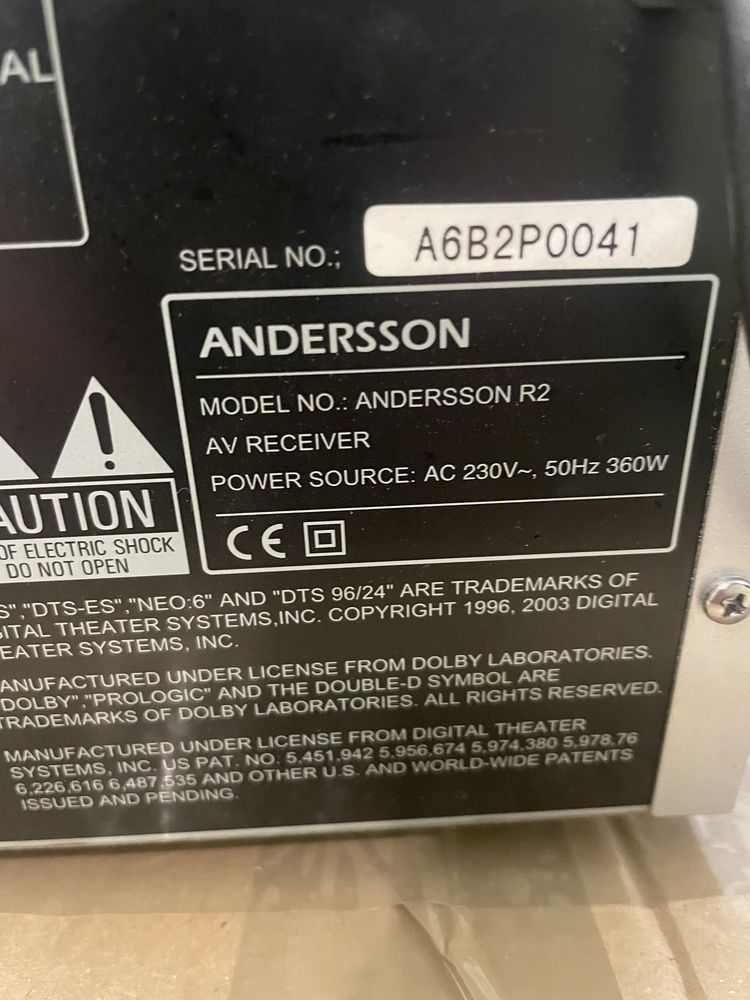 AL
SERIAL NO.; A6B2P0041
ANDERSSON
MODEL NO.: ANDERSSON R2
AV RECEIVER
POWER SOURCE: AC 230V~, 50Hz 360W
CE
AUTION
OF ELECTRIC SHOCK
DO NOT OPEN
S","DTS-ES","NEO:6" AND "DTS 96/24" ARE TRADEMARKS OF
GITAL THEATER SYSTEMS,INC. COPYRIGHT 1996, 2003 DIGITAL
EATER SYSTEMS, INC.
ANUFACTURED UNDER LICENSE FROM DOLBY LABORATORIES.
DOLBY","PROLOGIC" AND THE DOUBLE-D SYMBOL ARE
TRADEMARKS OF DOLBY LABORATORIES. ALL RIGHTS RESERVED.
MANUFACTURED UNDER LICENSE FROM DIGITAL THEATER
SYSTEMS, INC. US PAT. NO. 5,451,942 5,956,674 5,974,380 5,978,76
6,226,616 6,487,535 AND OTHER U.S. AND WORLD-WIDE PATENTS
ISSUED AND PENDING.